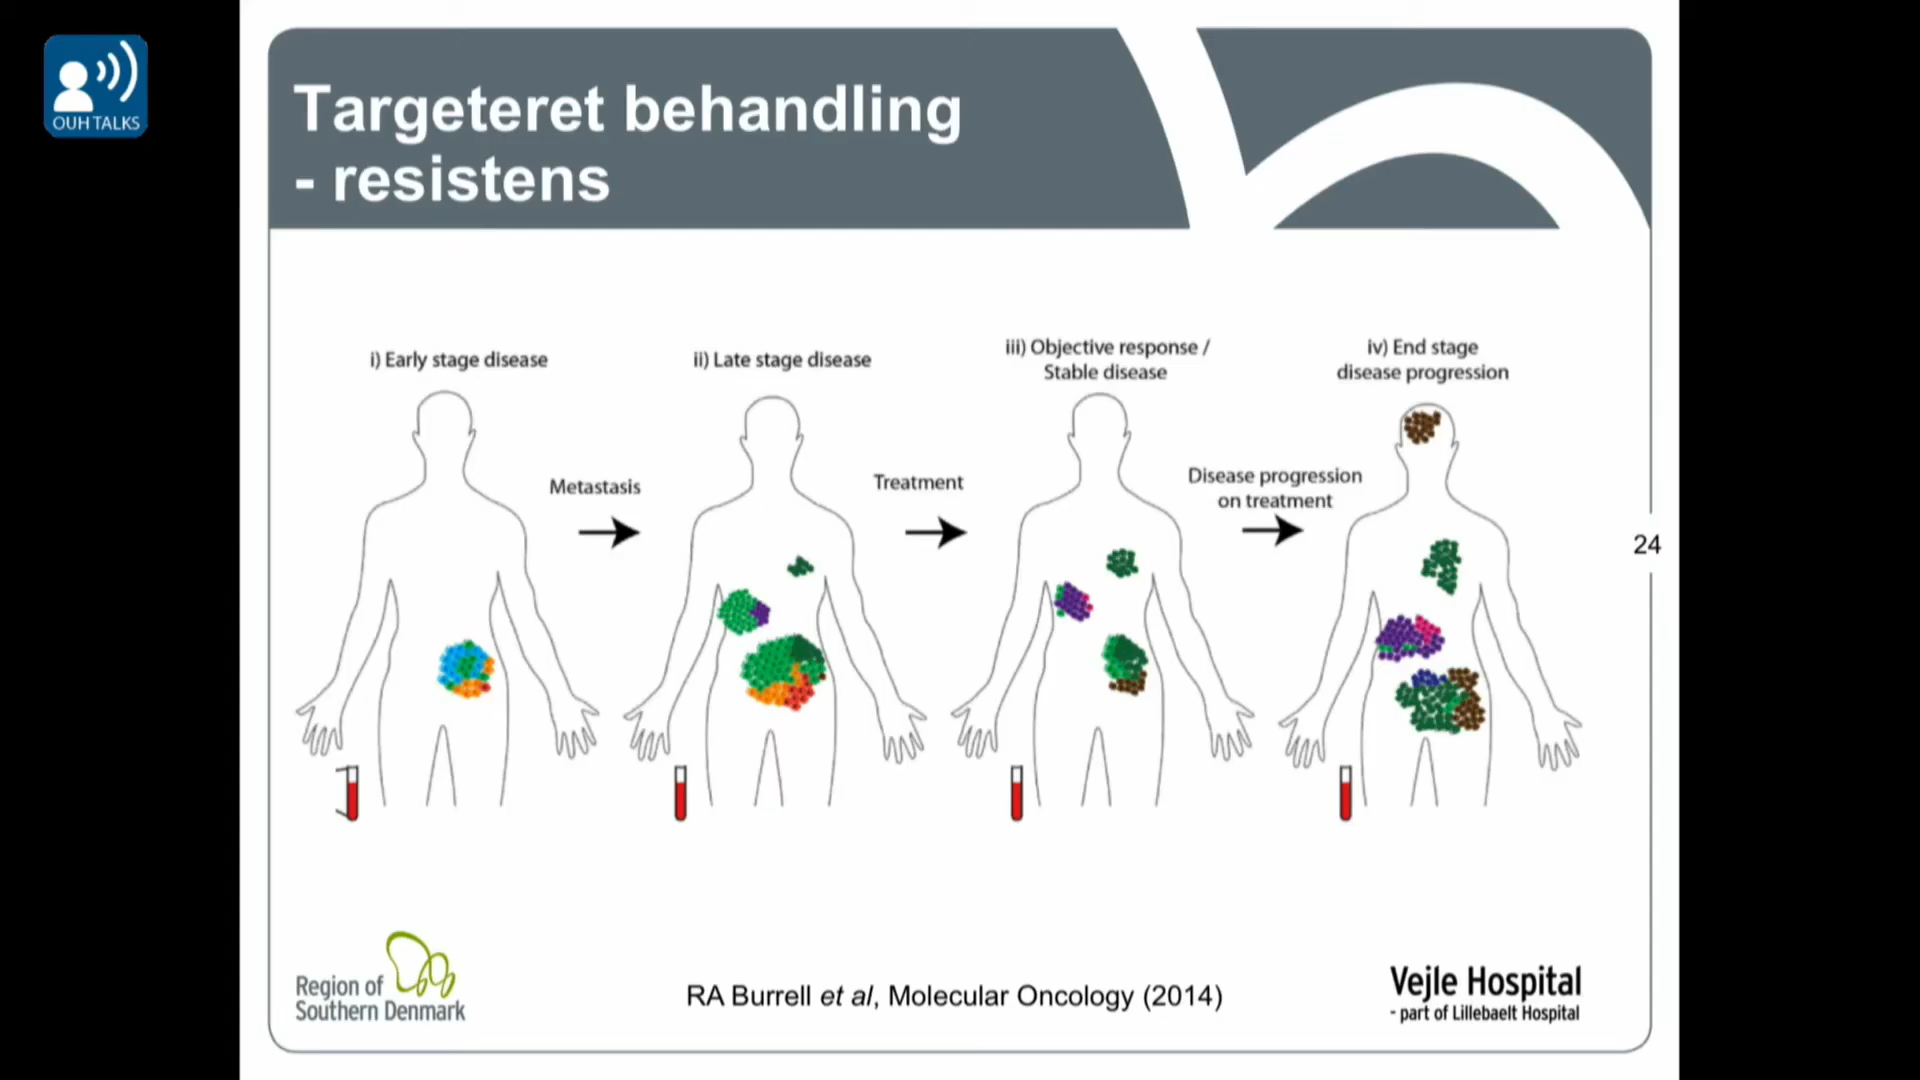 OUH TALKS
Targeteret behandling
- resistens
i) Early stage disease
ii) Late stage disease
iii) Objective response /
Stable disease
iv) End stage
disease progression
Metastasis
Treatment
Disease progression
on treatment
24
Region of
Southern Denmark
RA Burrell et al, Molecular Oncology (2014)
Vejle Hospital
- part of Lillebaelt Hospital